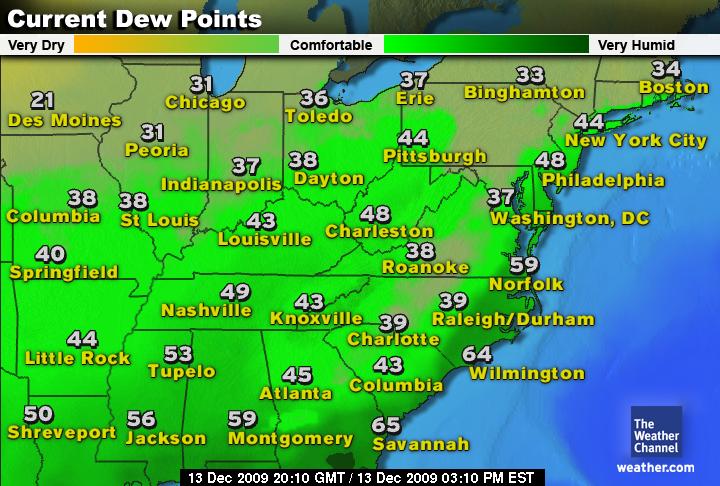 Current Dew Points
Very Dry Comfortable Very Humid
31 Chicago
37 Erie
33 Binghamton
34 Boston
21 Des Moines
36 Toledo
31 Peoria
44 Pittsburgh
44 New York City
37 Indianapolis
38 Dayton
48 Philadelphia
38 Columbia
38 St Louis
43 Louisville
48 Charleston
37 Washington, DC
40 Springfield
38 Roanoke
59 Norfolk
49 Nashville
43 Knoxville
39 Raleigh/Durham
39 Charlotte
44 Little Rock
53 Tupelo
45 Atlanta
43 Columbia
64 Wilmington
50 Shreveport
56 Jackson
59 Montgomery
65 Savannah
The
Weather
Channel
weather.com
13 Dec 2009 20:10 GMT / 13 Dec 2009 03:10 PM EST